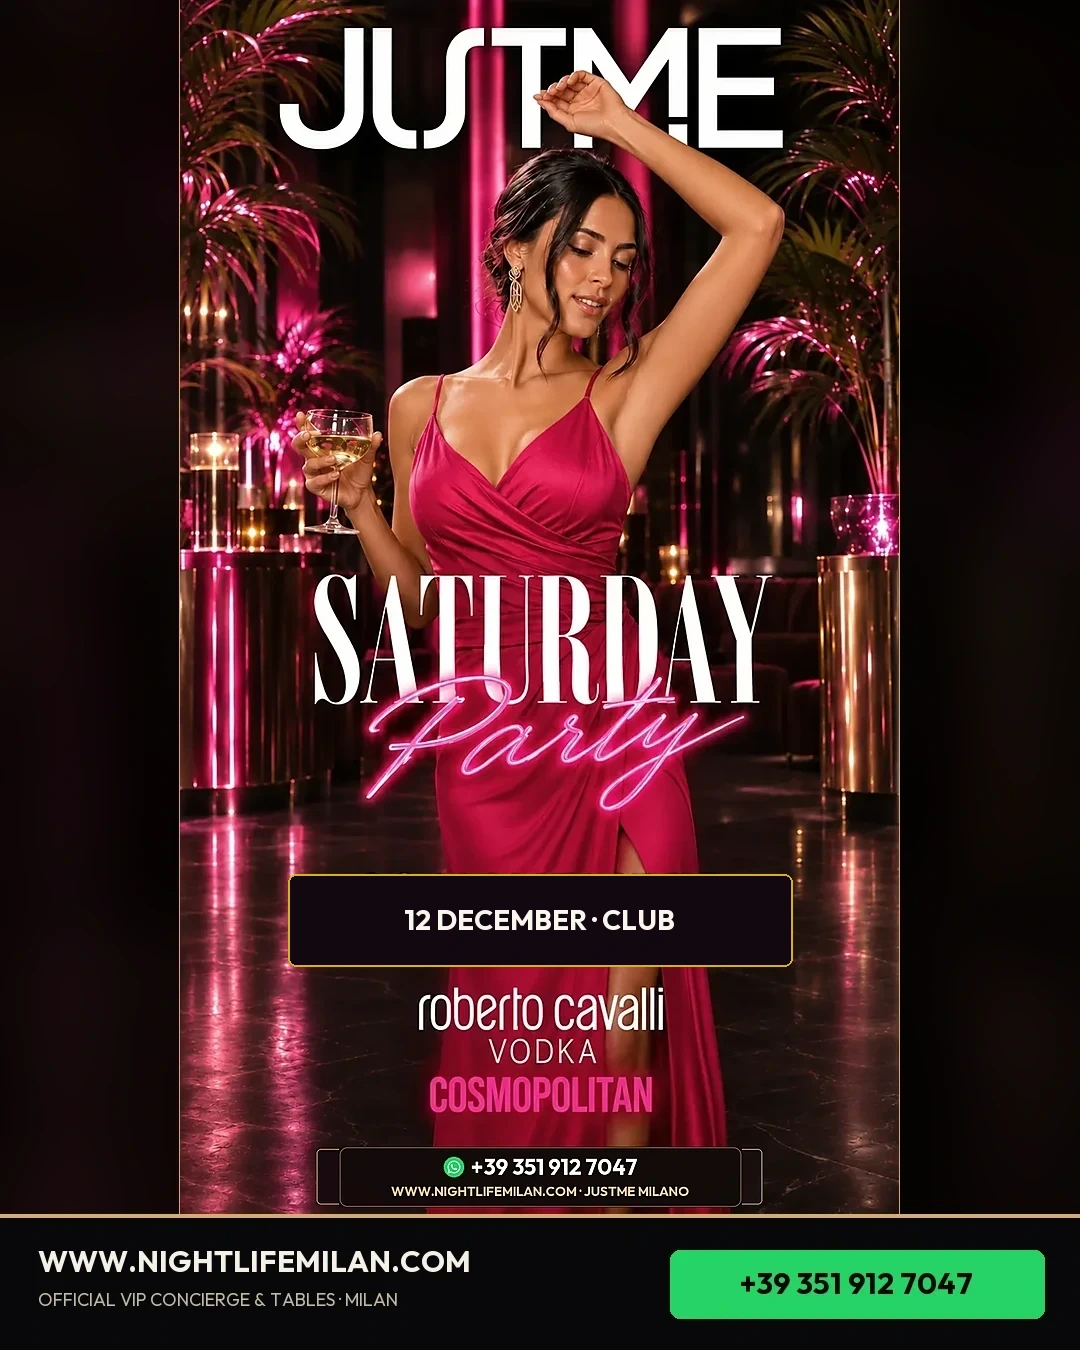 JUSTME
SATURDAY
Party
12 DECEMBER · CLUB
roberto cavalli
VODKA
COSMOPOLITAN
+39 351 912 7047
WWW.NIGHTLIFEMILAN.COM · JUSTME MILANO
WWW.NIGHTLIFEMILAN.COM
OFFICIAL VIP CONCIERGE & TABLES · MILAN
+39 351 912 7047